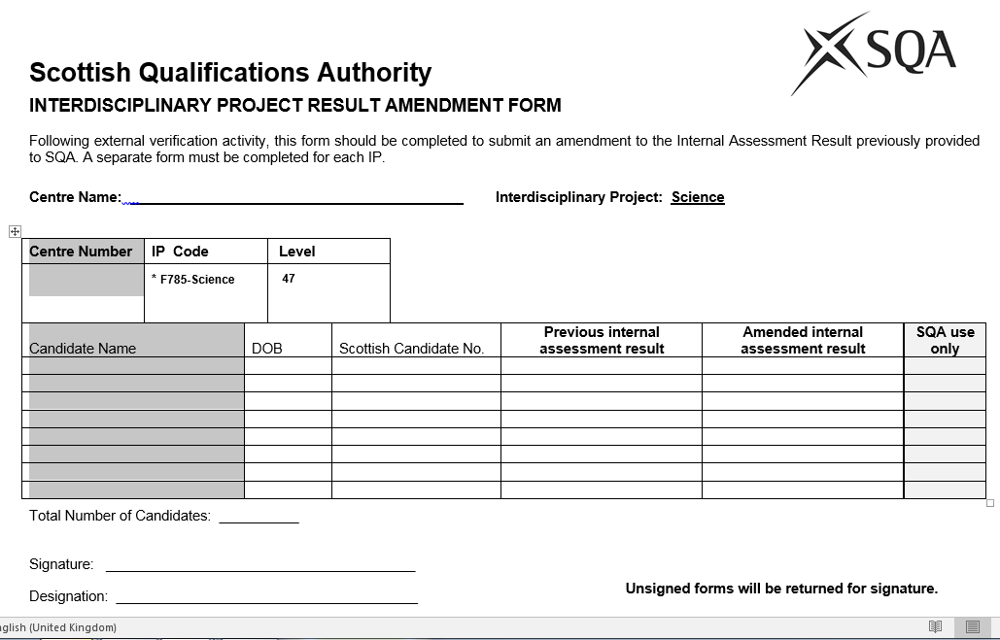 SQA
Scottish Qualifications Authority
INTERDISCIPLINARY PROJECT RESULT AMENDMENT FORM
Following external verification activity, this form should be completed to submit an amendment to the Internal Assessment Result previously provided
to SQA. A separate form must be completed for each IP.
Centre Name: Interdisciplinary Project: Science
Centre Number IP Code Level
* F785-Science 47
Candidate Name DOB Scottish Candidate No. Previous internal assessment result Amended internal assessment result SQA use only
Total Number of Candidates:
Signature:
Unsigned forms will be returned for signature.
Designation:
glish (United Kingdom)